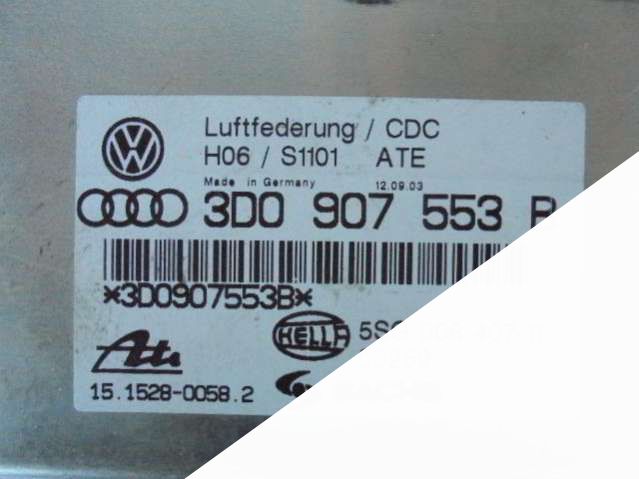 Luftfederung / CDC
H06 / S1101 ATE
Made in Germany 12.09.03
3D0 907 553
*3D0907553B*
HELLA
Ate
15.1528-0058.2